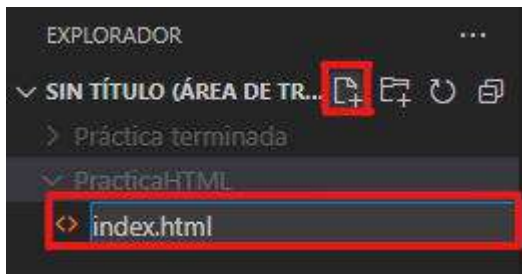 EXPLORADOR
SIN TÍTULO (ÁREA DE TR...
Práctica terminada
PracticaHTML
index.html